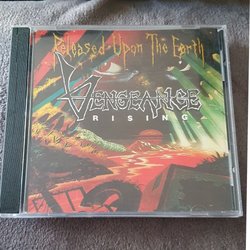 Released Upon The Earth
Vengeance
Rising